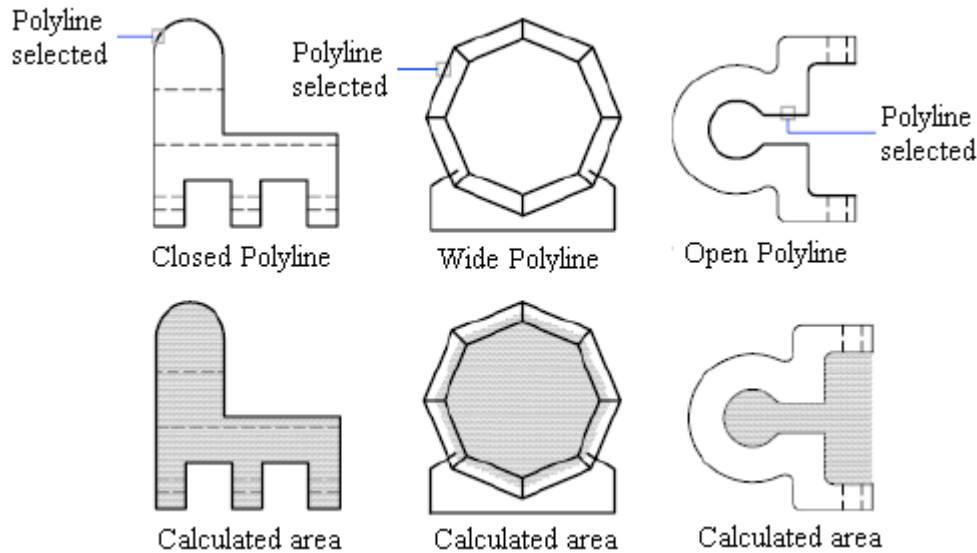 Polyline
selected
Polyline
selected
Polyline
selected
Closed Polyline
Wide Polyline
Open Polyline
Calculated area
Calculated area
Calculated area